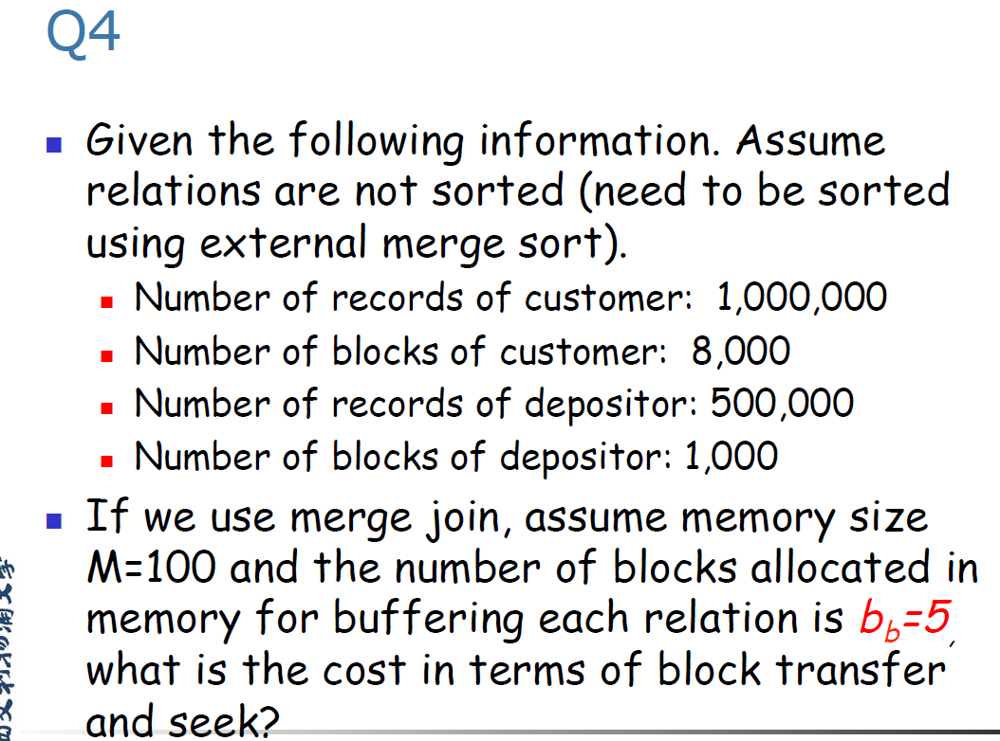 Q4
Given the following information. Assume
relations are not sorted (need to be sorted
using external merge sort).
Number of records of customer: 1,000,000
Number of blocks of customer: 8,000
Number of records of depositor: 500,000
Number of blocks of depositor: 1,000
If we use merge join, assume memory size
M=100 and the number of blocks allocated in
memory for buffering each relation is b_b=5,
what is the cost in terms of block transfer
and seek?